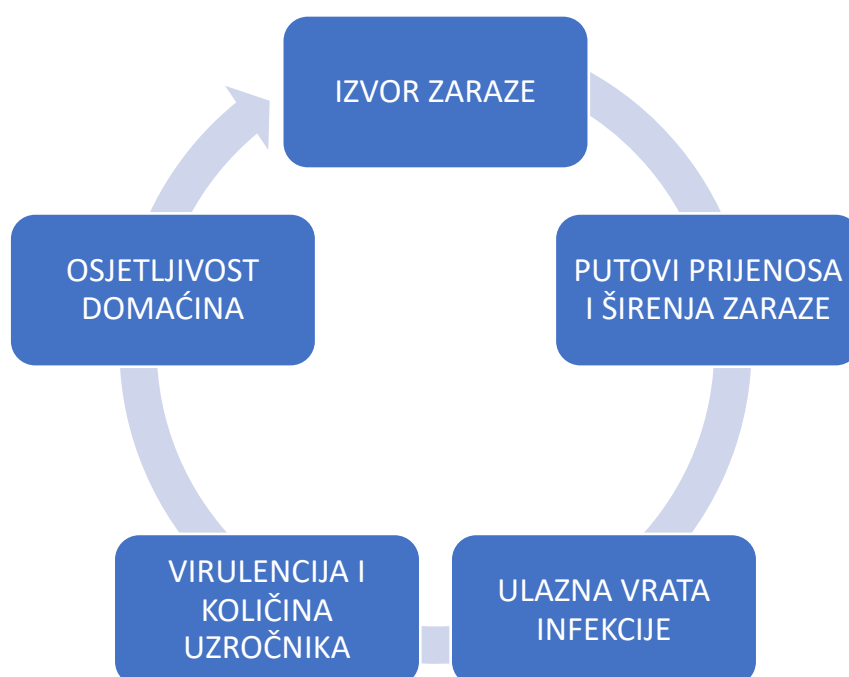 IZVOR ZARAZE
PUTOVI PRIJENOSA
I ŠIRENJA ZARAZE
ULAZNA VRATA
INFEKCIJE
VIRULENCIJA I
KOLIČINA
UZROČNIKA
OSJETLJIVOST
DOMAĆINA